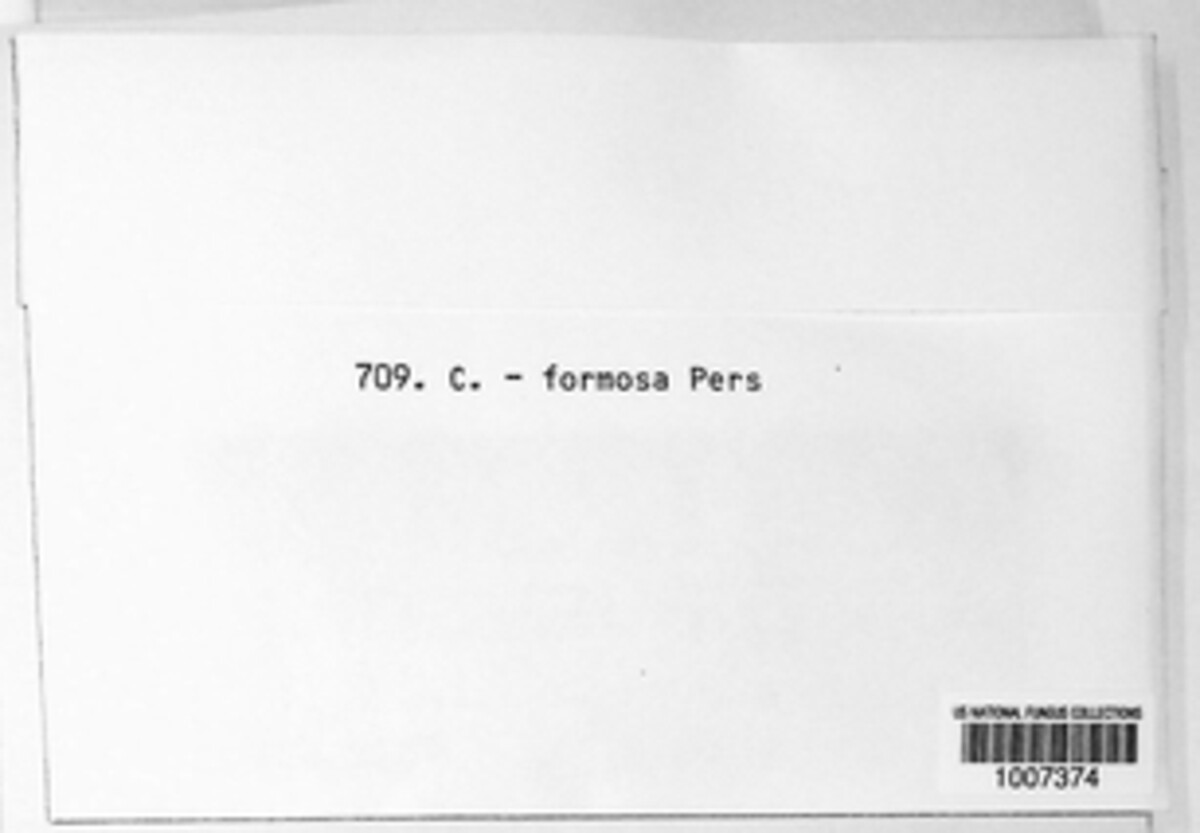 709. C. - formosa Pers
US NATIONAL FUNGUS COLLECTIONS
1007374